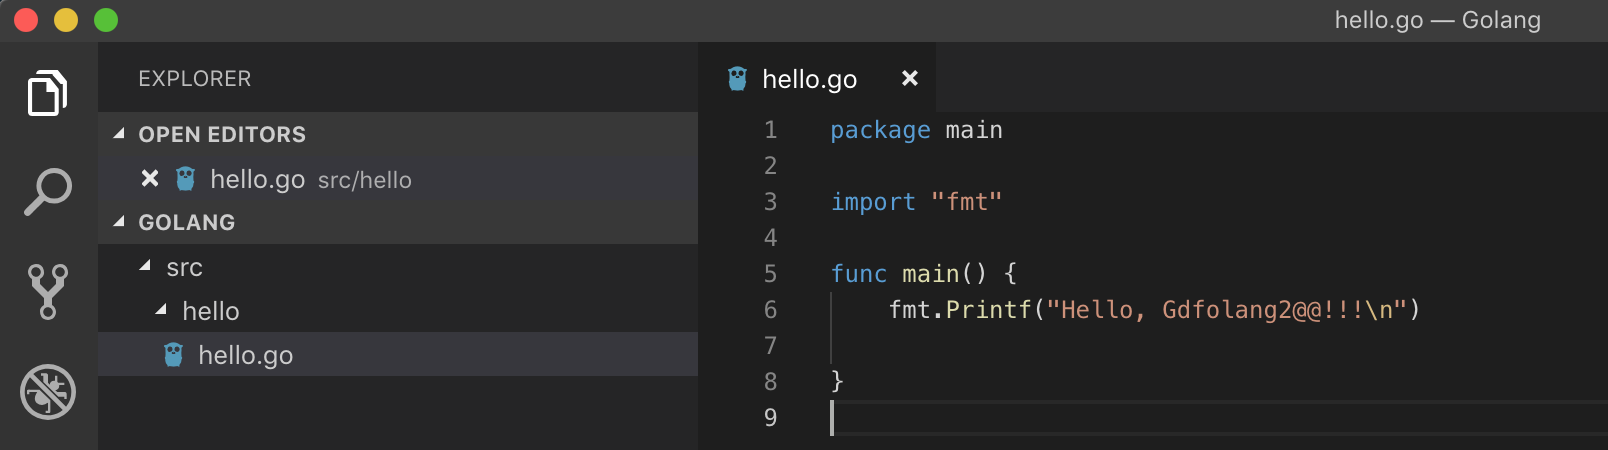 hello.go — Golang
EXPLORER
OPEN EDITORS
hello.go src/hello
GOLANG
src
hello
hello.go
hello.go
1 package main
2
3 import "fmt"
4
5 func main() {
6 fmt.Printf("Hello, Gdfolang2@@!!!\n")
7
8 }
9